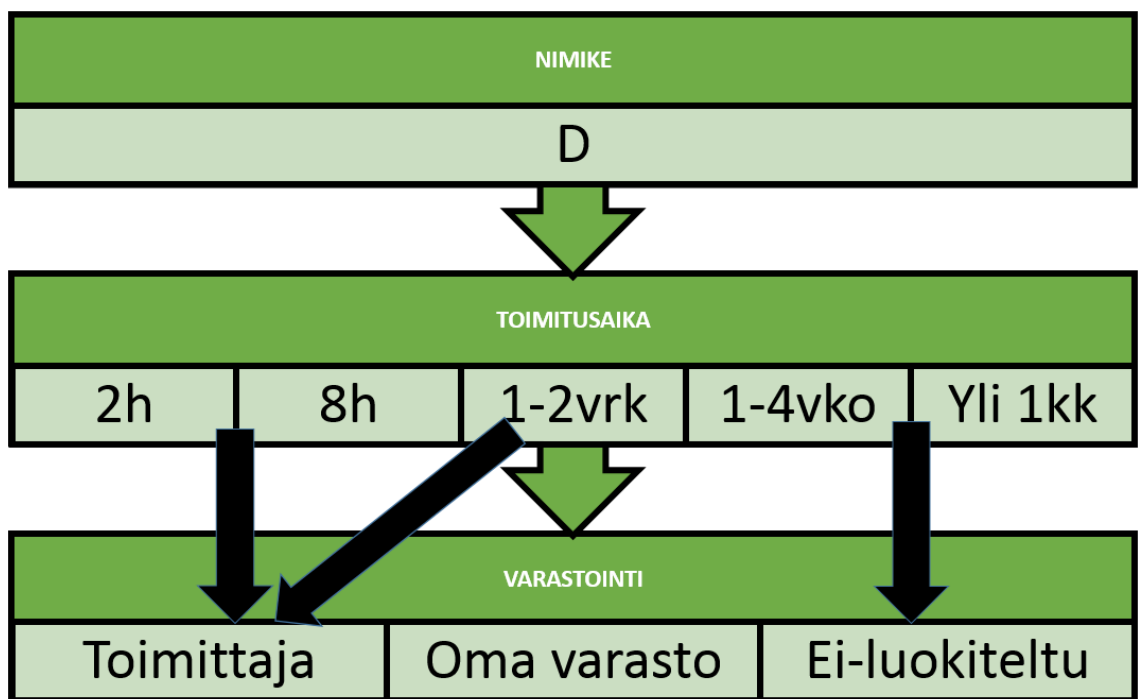 NIMIKE
D
TOIMITUSAIKA
2h 8h 1-2vrk 1-4vko Yli 1kk
VARASTOINTI
Toimittaja Oma varasto Ei-luokiteltu